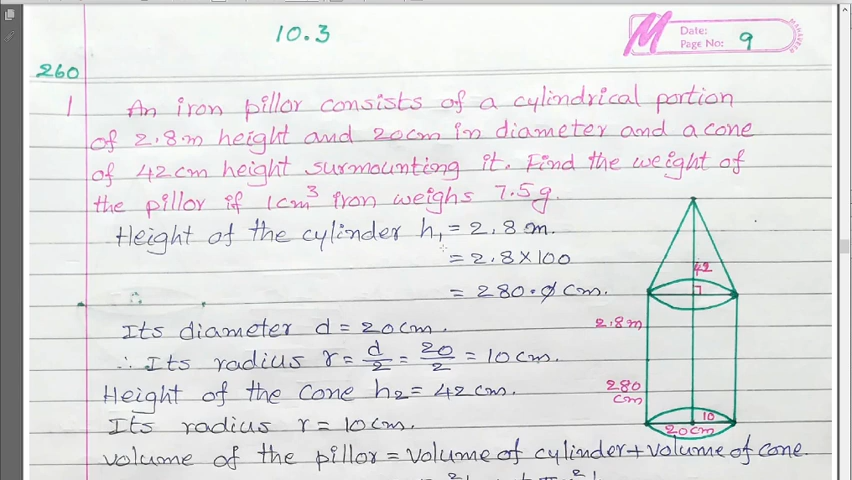 10.3
Date:
Page No: 9
260
1 An iron pillor consists of a cylindrical portion
of 2.8m height and 20cm in diameter and a cone
of 42cm height surmounting it. Find the weight of
the pillor if 1cm³ iron weighs 7.5g.
Height of the cylinder h₁ = 2.8 m.
= 2.8×100
= 280.0 cm.
Its diameter d = 20cm.
∴ Its radius r = d/2 = 20/2 = 10cm.
Height of the cone h₂ = 42cm.
Its radius r = 10cm.
volume of the pillor = volume of cylinder + volume of cone.
42
2.8m
280
cm
10
20cm